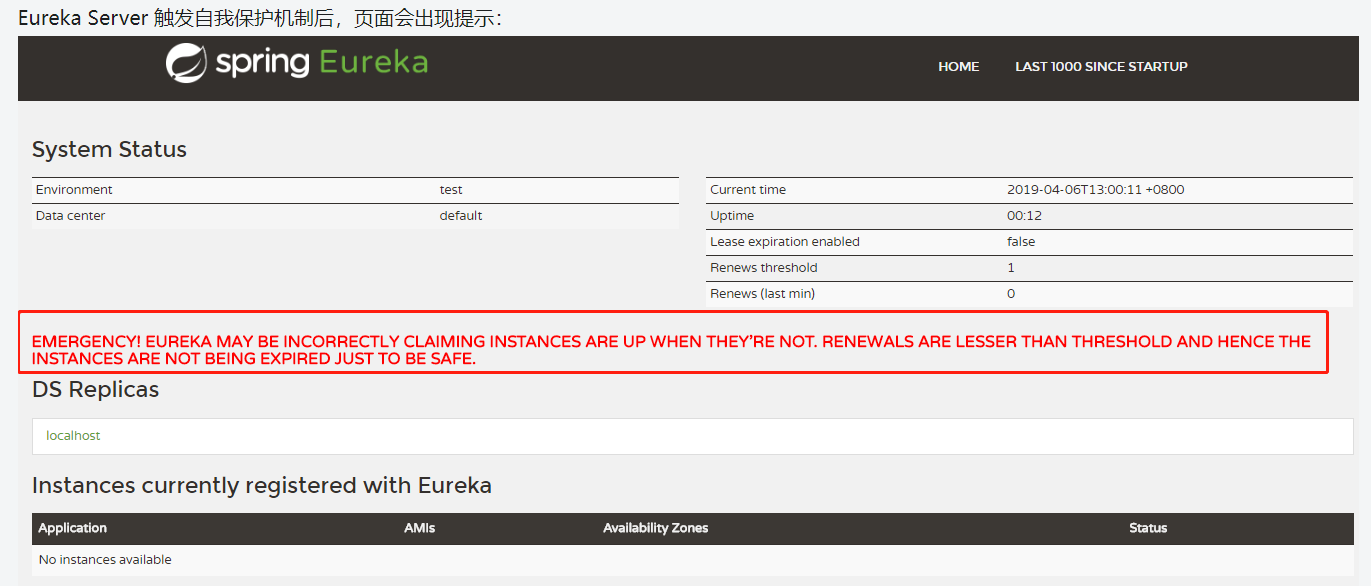 Eureka Server 触发自我保护机制后，页面会出现提示：
spring Eureka
HOME LAST 1000 SINCE STARTUP
System Status
Environment test
Data center default
Current time 2019-04-06T13:00:11 +0800
Uptime 00:12
Lease expiration enabled false
Renews threshold 1
Renews (last min) 0
EMERGENCY! EUREKA MAY BE INCORRECTLY CLAIMING INSTANCES ARE UP WHEN THEY'RE NOT. RENEWALS ARE LESSER THAN THRESHOLD AND HENCE THE
INSTANCES ARE NOT BEING EXPIRED JUST TO BE SAFE.
DS Replicas
localhost
Instances currently registered with Eureka
Application AMIs Availability Zones Status
No instances available